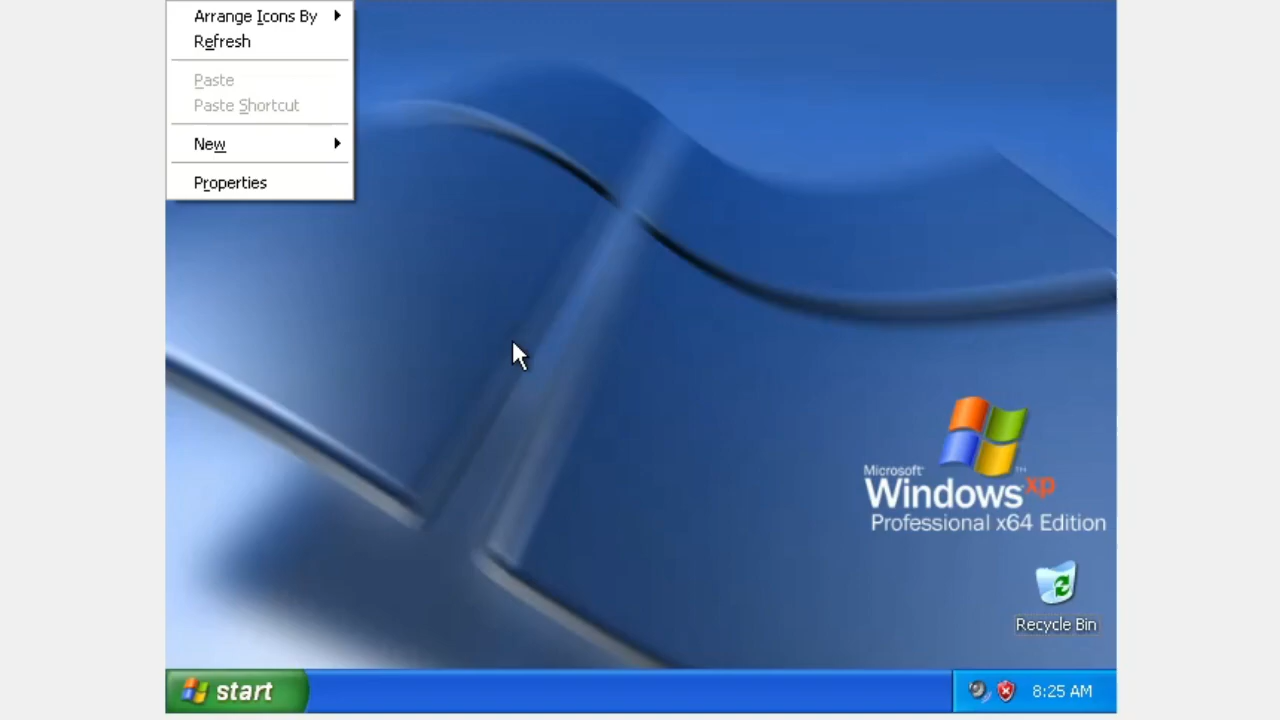 Arrange Icons By
Refresh
Paste
Paste Shortcut
New
Properties
Microsoft
Windows xp
Professional x64 Edition
Recycle Bin
start
8:25 AM